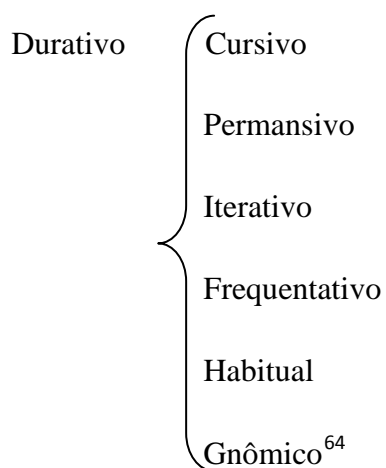 Durativo Cursivo
Permansivo
Iterativo
Frequentativo
Habitual
Gnômico64